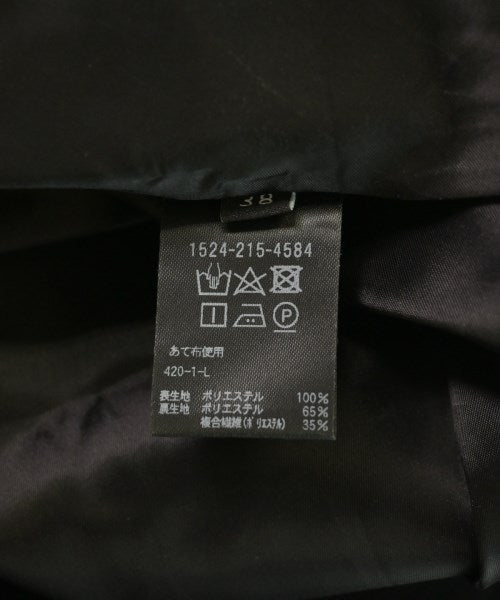 38
1524-215-4584
P
あて布使用
420-1-L
表生地 ポリエステル 100%
裏生地 ポリエステル 65%
複合繊維(ポリエステル) 35%